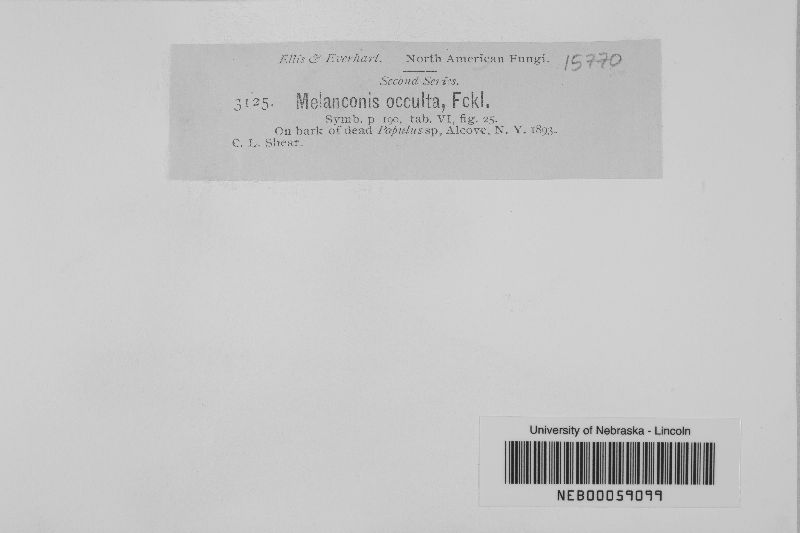 Ellis & Everhart. North American Fungi. 15770
Second Series.
3125. Melanconis occulta, Fckl.
Symb. p 190, tab. VI, fig. 25.
On bark of dead Populus sp, Alcove, N. Y. 1893.
C. L. Shear.
University of Nebraska - Lincoln
NEB00059099